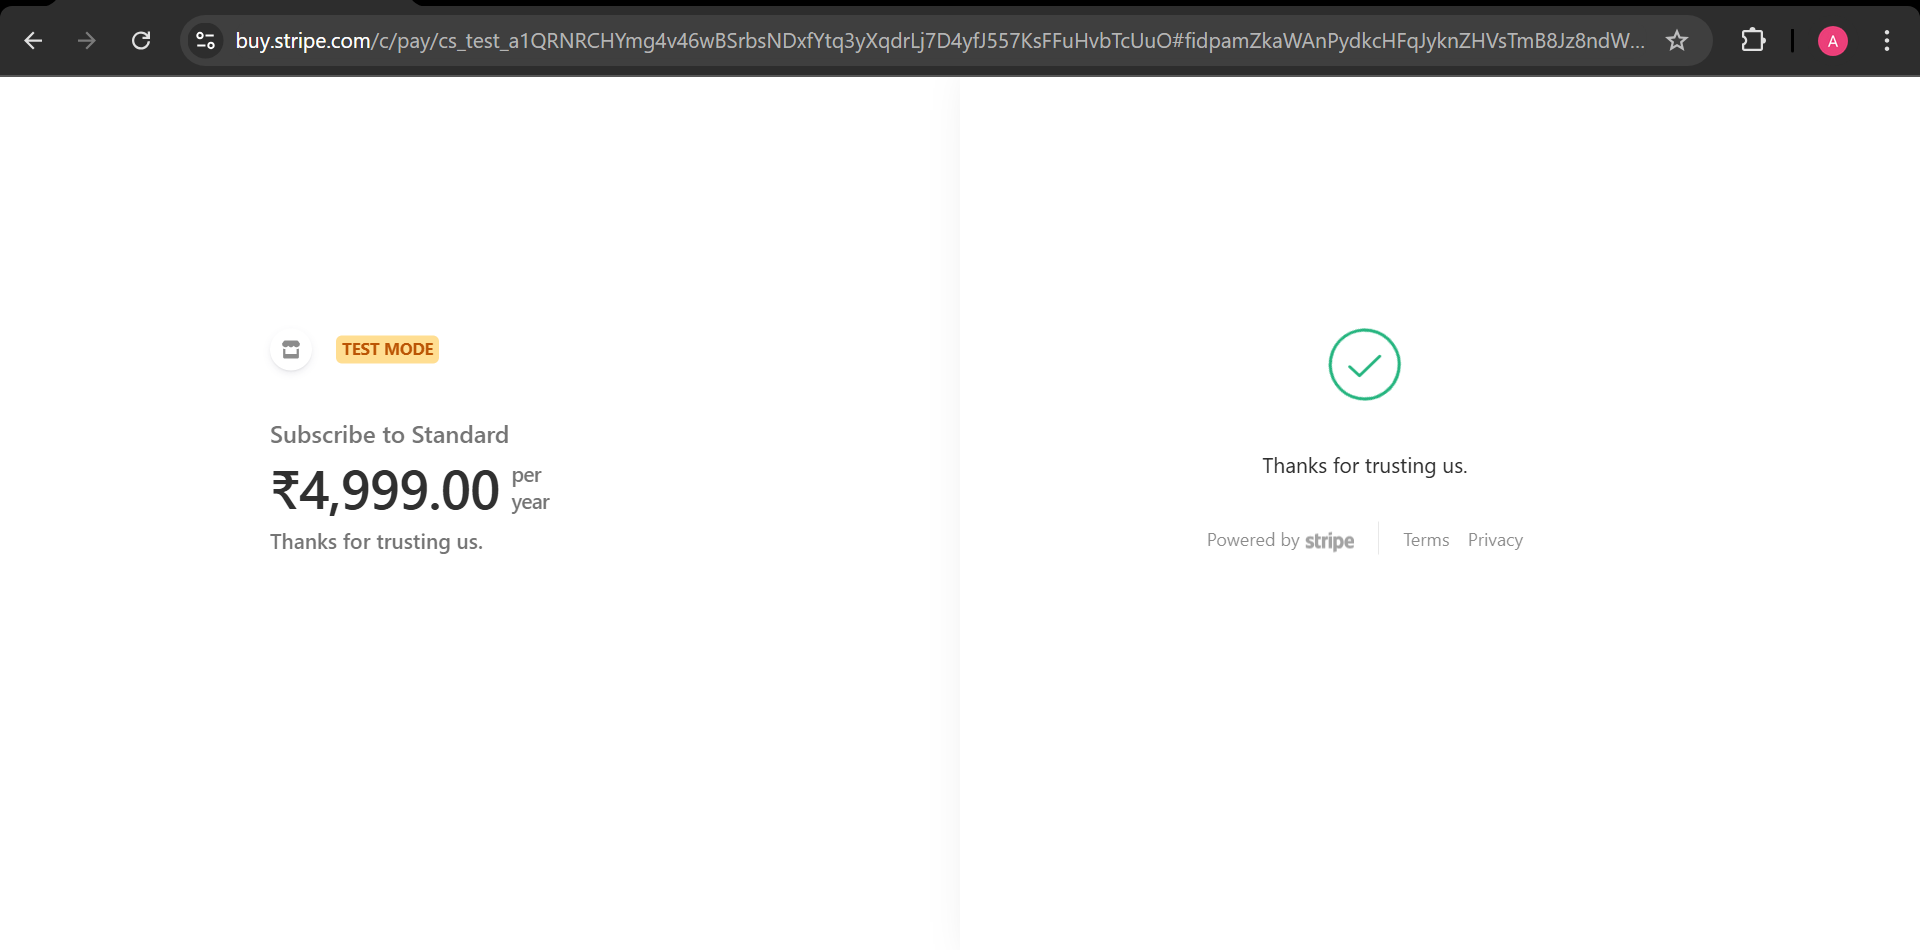 buy.stripe.com/c/pay/cs_test_a1QRNRCHYmg4v46wBSrbsNDxfYtq3yXqdrLj7D4yfJ557KsFFuHvbTcUuO#fidpamZkaWAnPydkcHFqJyknZHVsTmB8Jz8ndW...
A
TEST MODE
Subscribe to Standard
₹4,999.00 per
year
Thanks for trusting us.
Thanks for trusting us.
Powered by stripe Terms Privacy